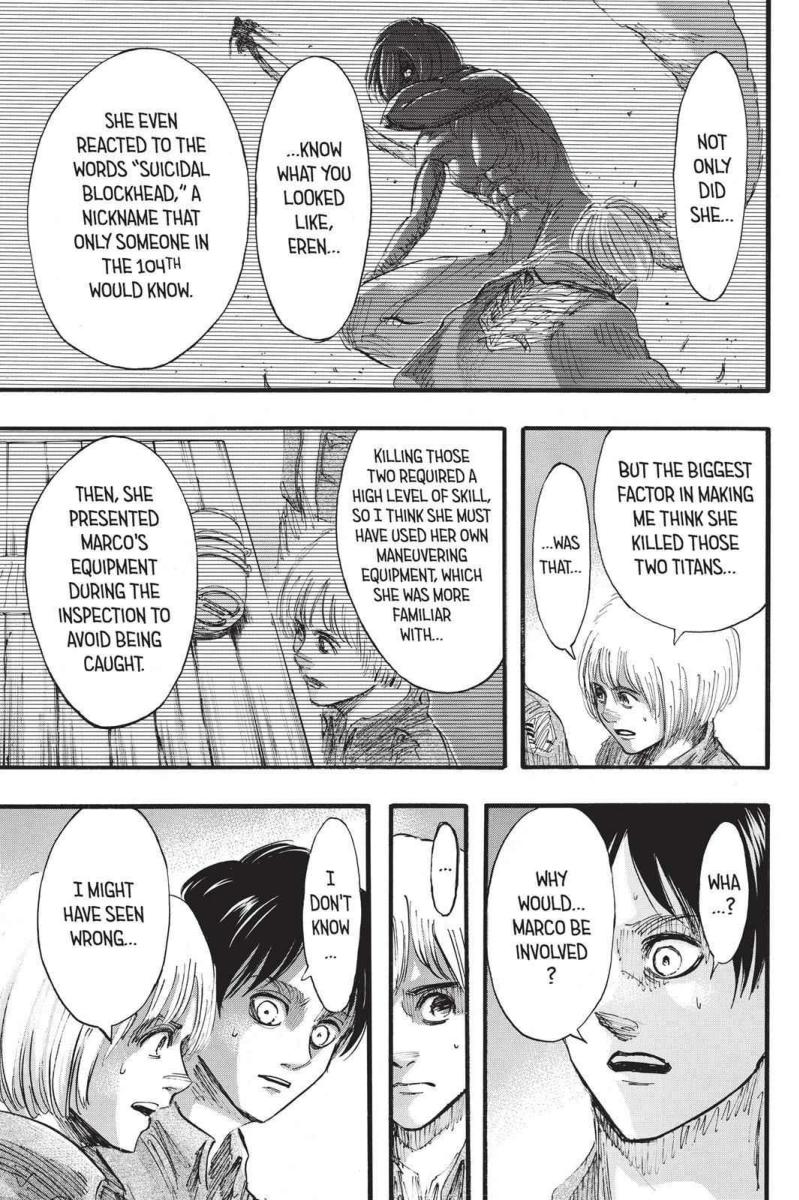 NOT
ONLY
DID
SHE...
...KNOW
WHAT YOU
LOOKED
LIKE,
EREN...
SHE EVEN
REACTED TO THE
WORDS "SUICIDAL
BLOCKHEAD," A
NICKNAME THAT
ONLY SOMEONE IN
THE 104TH
WOULD KNOW.
BUT THE BIGGEST
FACTOR IN MAKING
ME THINK SHE
KILLED THOSE
TWO TITANS...
...WAS
THAT...
KILLING THOSE
TWO REQUIRED A
HIGH LEVEL OF SKILL,
SO I THINK SHE MUST
HAVE USED HER OWN
MANEUVERING
EQUIPMENT, WHICH
SHE WAS MORE
FAMILIAR
WITH...
THEN, SHE
PRESENTED
MARCO'S
EQUIPMENT
DURING THE
INSPECTION TO
AVOID BEING
CAUGHT.
WHA
...?
WHY
WOULD...
MARCO BE
INVOLVED
?
...
I
DON'T
KNOW
...
I MIGHT
HAVE SEEN
WRONG...